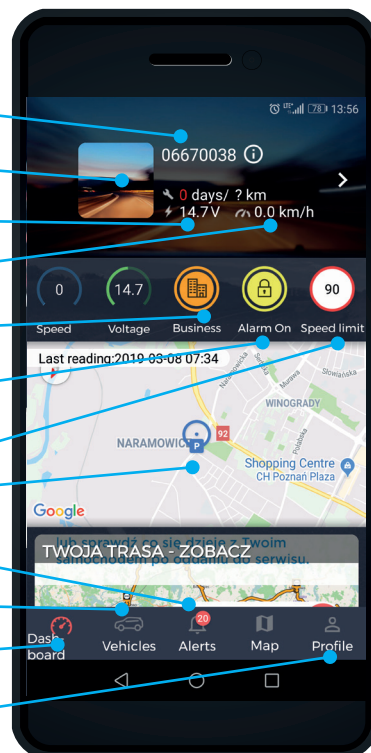 LTE 78 13:56
06670038 i
0 days/ ? km
14.7V 0.0 km/h
0 14.7 90
Speed Voltage Business Alarm On Speed limit
Last reading:2019-03-08 07:34
Słowiańska
Murawa
WINOGRADY
NARAMOWICE
92
P
Shopping Centre
CH Poznań Plaza
Google
lub sprawdź co się dzieje z Twoim
TWOJA TRASA - ZOBACZ
samochodem po oddaniu do serwisu.
20
Dash-
board
Vehicles Alerts Map Profile